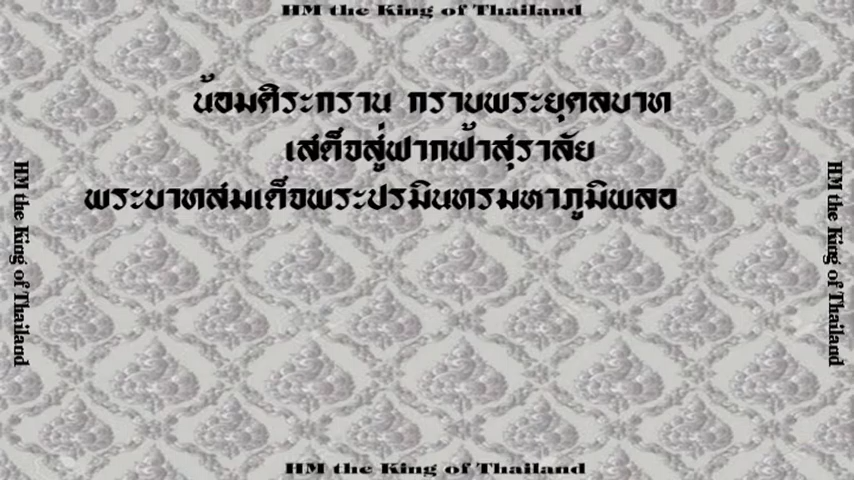 HM the King of Thailand
น้อมศิระกราน กราบพระยุคลบาท
เสด็จสู่ฟากฟ้าสุราลัย
พระบาทสมเด็จพระปรมินทรมหาภูมิพลอ
HM the King of Thailand
HM the King of Thailand
HM the King of Thailand